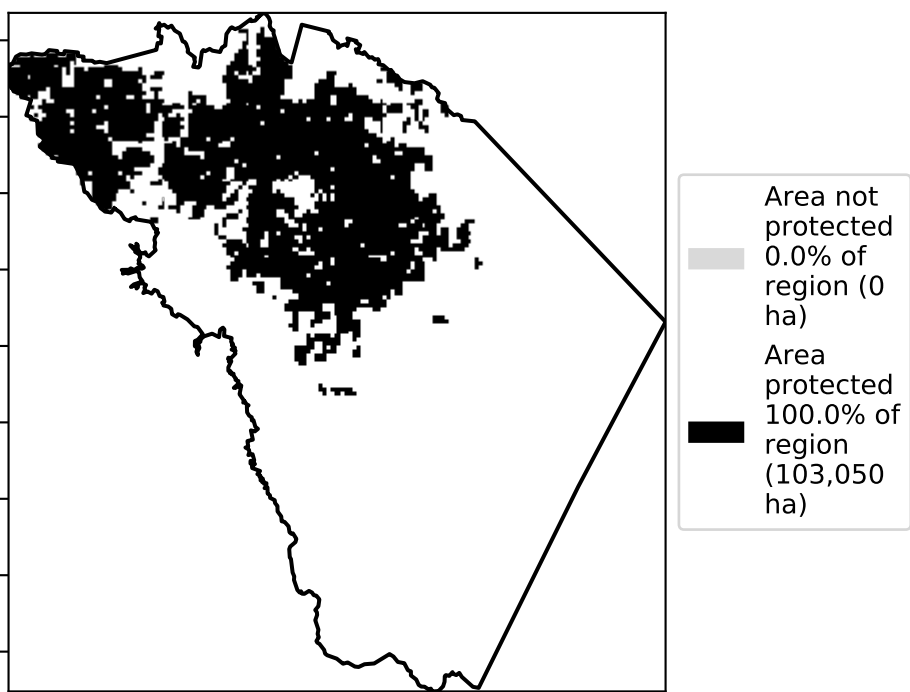 Area not
protected
0.0% of
region (0
ha)
Area
protected
100.0% of
region
(103,050
ha)